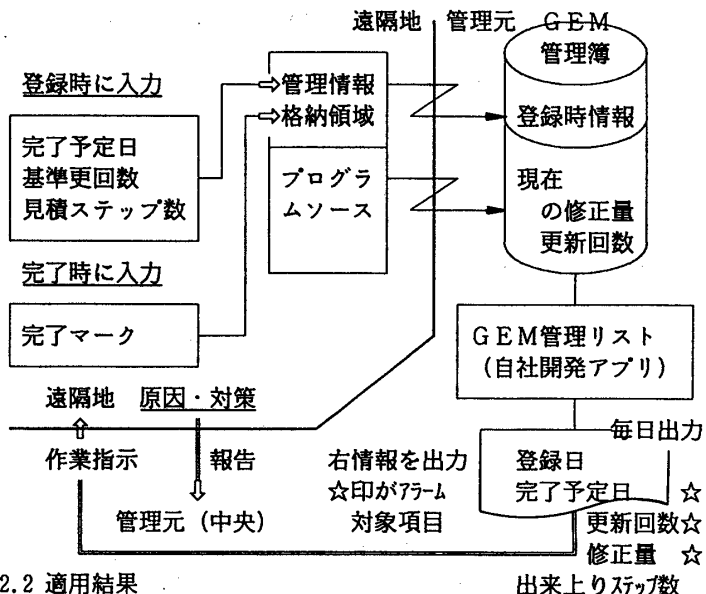 遠隔地 管理元 GEM
管理簿
登録時に入力
完了予定日
基準更回数
見積ステップ数
管理情報
格納領域
プログラ
ムソース
登録時情報
現在
の修正量
更新回数
完了時に入力
完了マーク
GEM管理リスト
(自社開発アプリ)
遠隔地 原因・対策
作業指示 報告
管理元(中央)
右情報を出力
☆印がアラーム
対象項目
毎日出力
登録日
完了予定日 ☆
更新回数☆
修正量 ☆
出来上りステップ数
2.2 適用結果